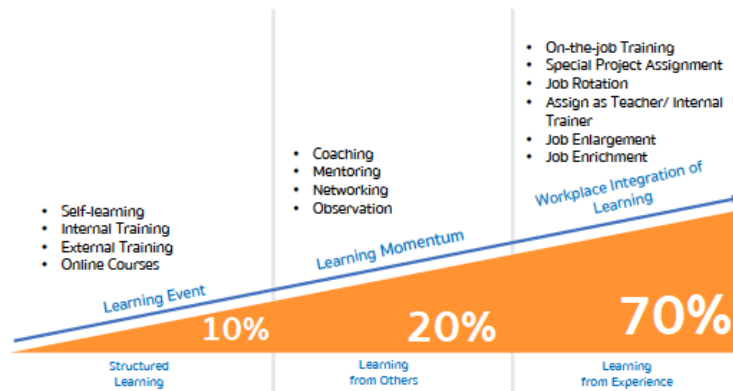 • Self-learning
• Internal Training
• External Training
• Online Courses
Learning Event
10%
Structured
Learning
• Coaching
• Mentoring
• Networking
• Observation
Learning Momentum
20%
Learning
from Others
• On-the-job Training
• Special Project Assignment
• Job Rotation
• Assign as Teacher/ Internal
Trainer
• Job Enlargement
• Job Enrichment
Workplace Integration of
Learning
70%
Learning
from Experience